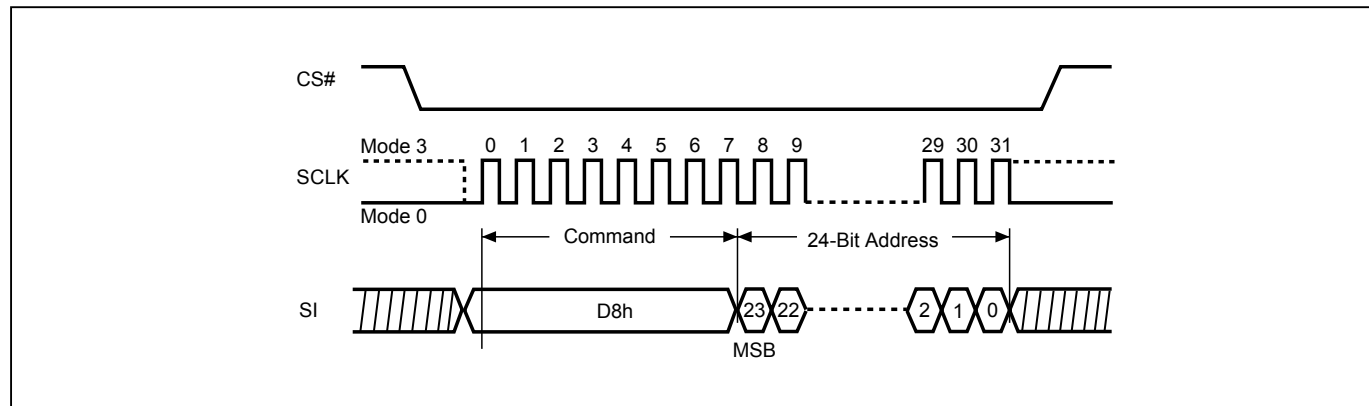 CS#
Mode 3
0 1 2 3 4 5 6 7 8 9 29 30 31
SCLK
Mode 0
Command 24-Bit Address
SI D8h 23 22 2 1 0
MSB